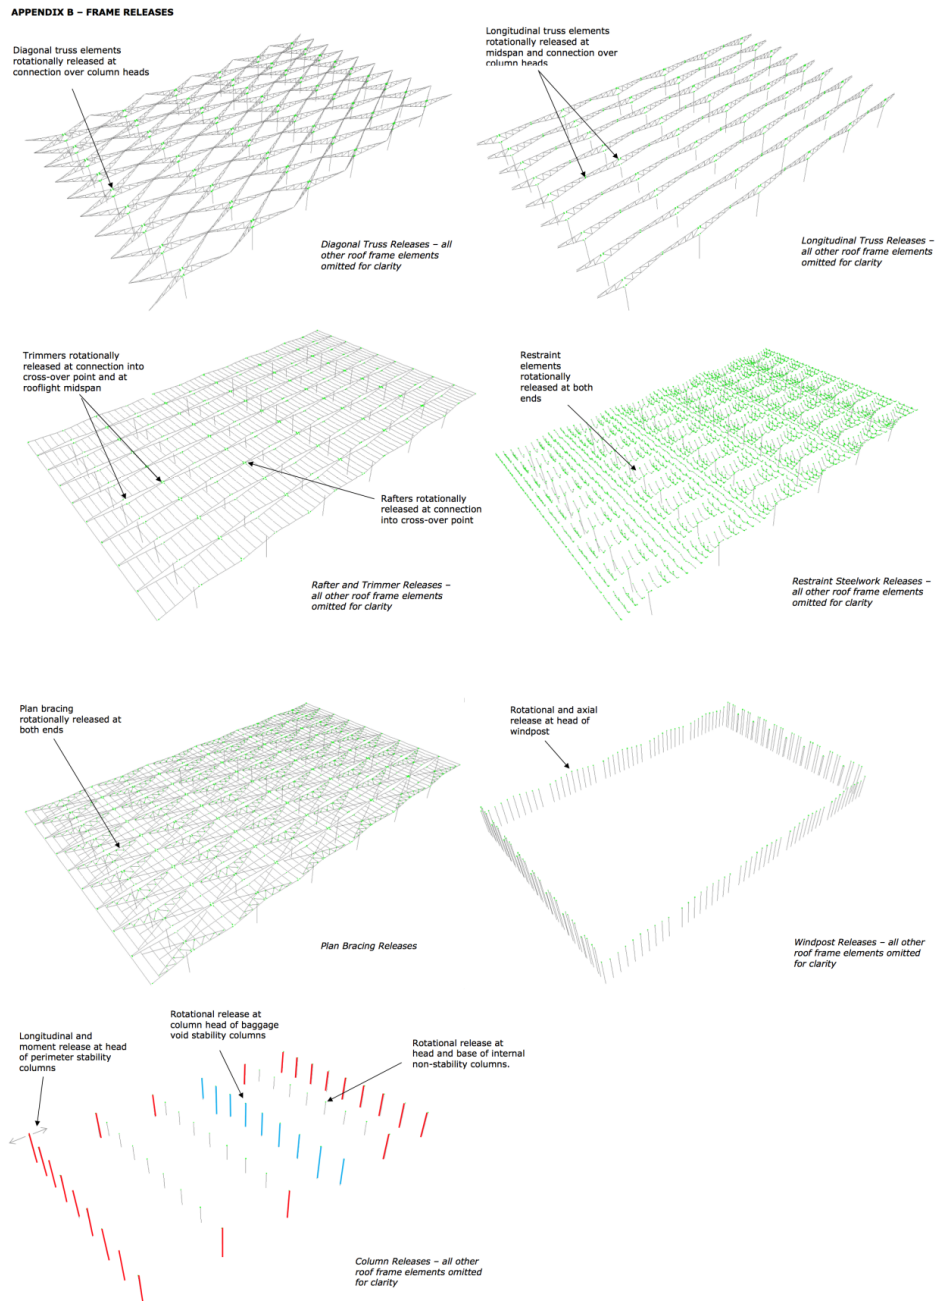 APPENDIX B – FRAME RELEASES
Diagonal truss elements
rotationally released at
connection over column heads
Longitudinal truss elements
rotationally released at
midspan and connection over
column heads
Diagonal Truss Releases – all
other roof frame elements
omitted for clarity
Longitudinal Truss Releases –
all other roof frame elements
omitted for clarity
Trimmers rotationally
released at connection into
cross-over point and at
rooflight midspan
Restraint
elements
rotationally
released at both
ends
Rafters rotationally
released at connection
into cross-over point
Rafter and Trimmer Releases –
all other roof frame elements
omitted for clarity
Restraint Steelwork Releases –
all other roof frame elements
omitted for clarity
Plan bracing
rotationally released at
both ends
Rotational and axial
release at head of
windpost
Plan Bracing Releases
Windpost Releases – all other
roof frame elements omitted
for clarity
Longitudinal and
moment release at head
of perimeter stability
columns
Rotational release at
column head of baggage
void stability columns
Rotational release at
head and base of internal
non-stability columns.
Column Releases – all other
roof frame elements omitted
for clarity